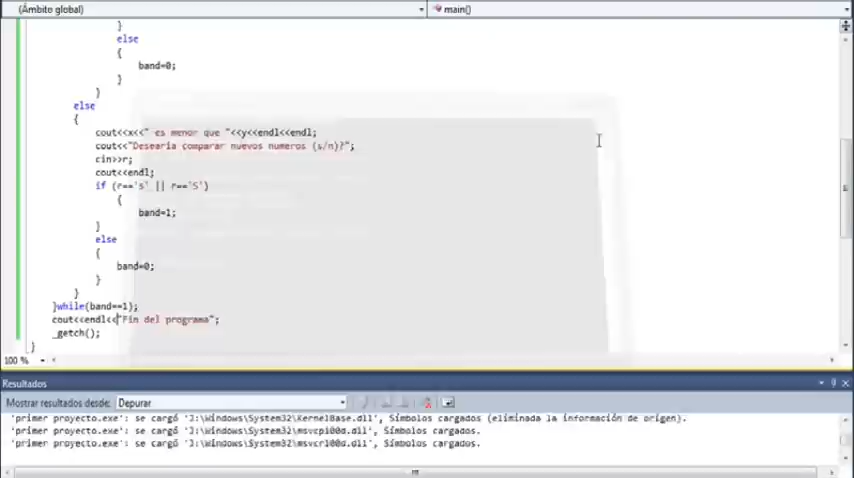 (Ámbito global) main()
}
else
{
band=0;
}
}
else
{
cout<<x<<" es menor que "<<y<<endl<<endl;
cout<<"Desearia comparar nuevos numeros (s/n)?";
cin>>r;
cout<<endl;
if (r=='s' || r=='S')
{
band=1;
}
else
{
band=0;
}
}
}while(band==1);
cout<<endl<<"Fin del programa";
_getch();
}
100 %
Resultados
Mostrar resultados desde: Depurar
'primer proyecto.exe': se cargó 'J:\Windows\System32\KernelBase.dll', Símbolos cargados (eliminada la información de origen).
'primer proyecto.exe': se cargó 'J:\Windows\System32\msvcp100d.dll', Símbolos cargados.
'primer proyecto.exe': se cargó 'J:\Windows\System32\msvcr100d.dll', Símbolos cargados.